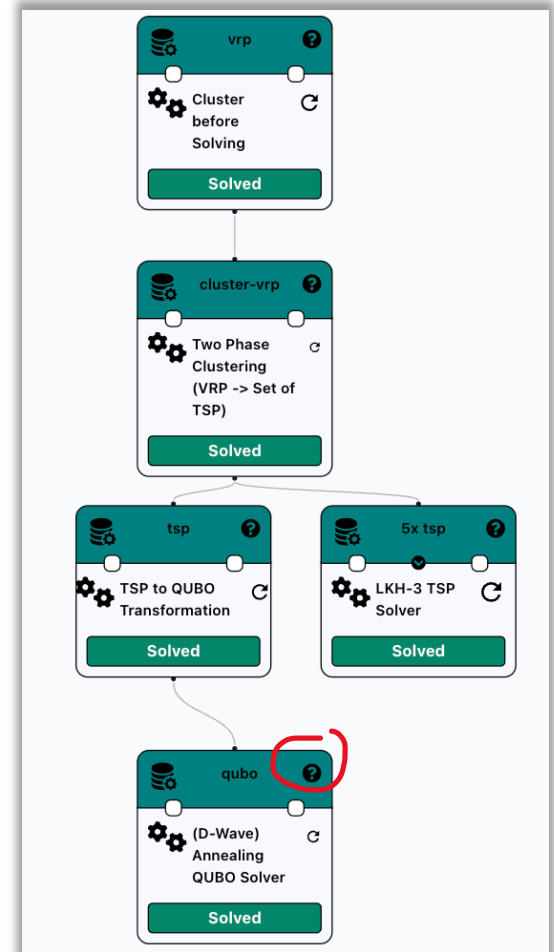 vrp
Cluster
before
Solving
Solved
cluster-vrp
Two Phase
Clustering
(VRP -> Set of
TSP)
Solved
tsp
TSP to QUBO
Transformation
Solved
5x tsp
LKH-3 TSP
Solver
Solved
qubo
(D-Wave)
Annealing
QUBO Solver
Solved